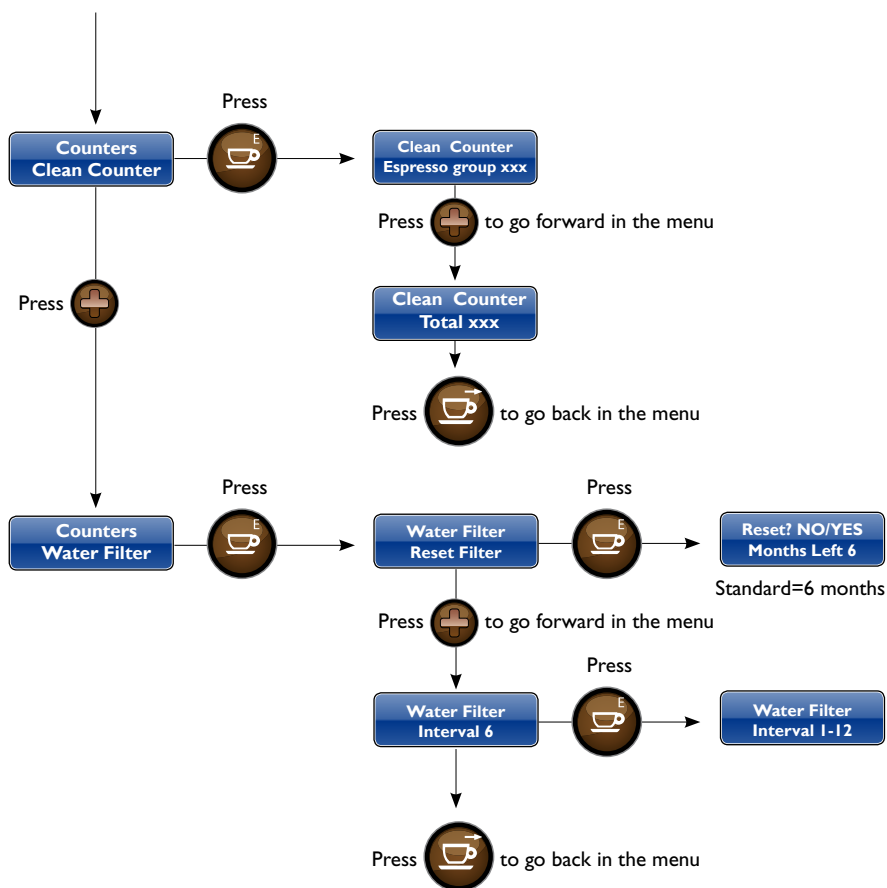 Press
E
Counters
Clean Counter
Clean Counter
Espresso group xxx
Press to go forward in the menu
Press
Clean Counter
Total xxx
Press to go back in the menu
Press
Press
Counters
Water Filter
E
Water Filter
Reset Filter
E
Reset? NO/YES
Months Left 6
Standard=6 months
Press to go forward in the menu
Press
Water Filter
Interval 6
E
Water Filter
Interval 1-12
Press to go back in the menu